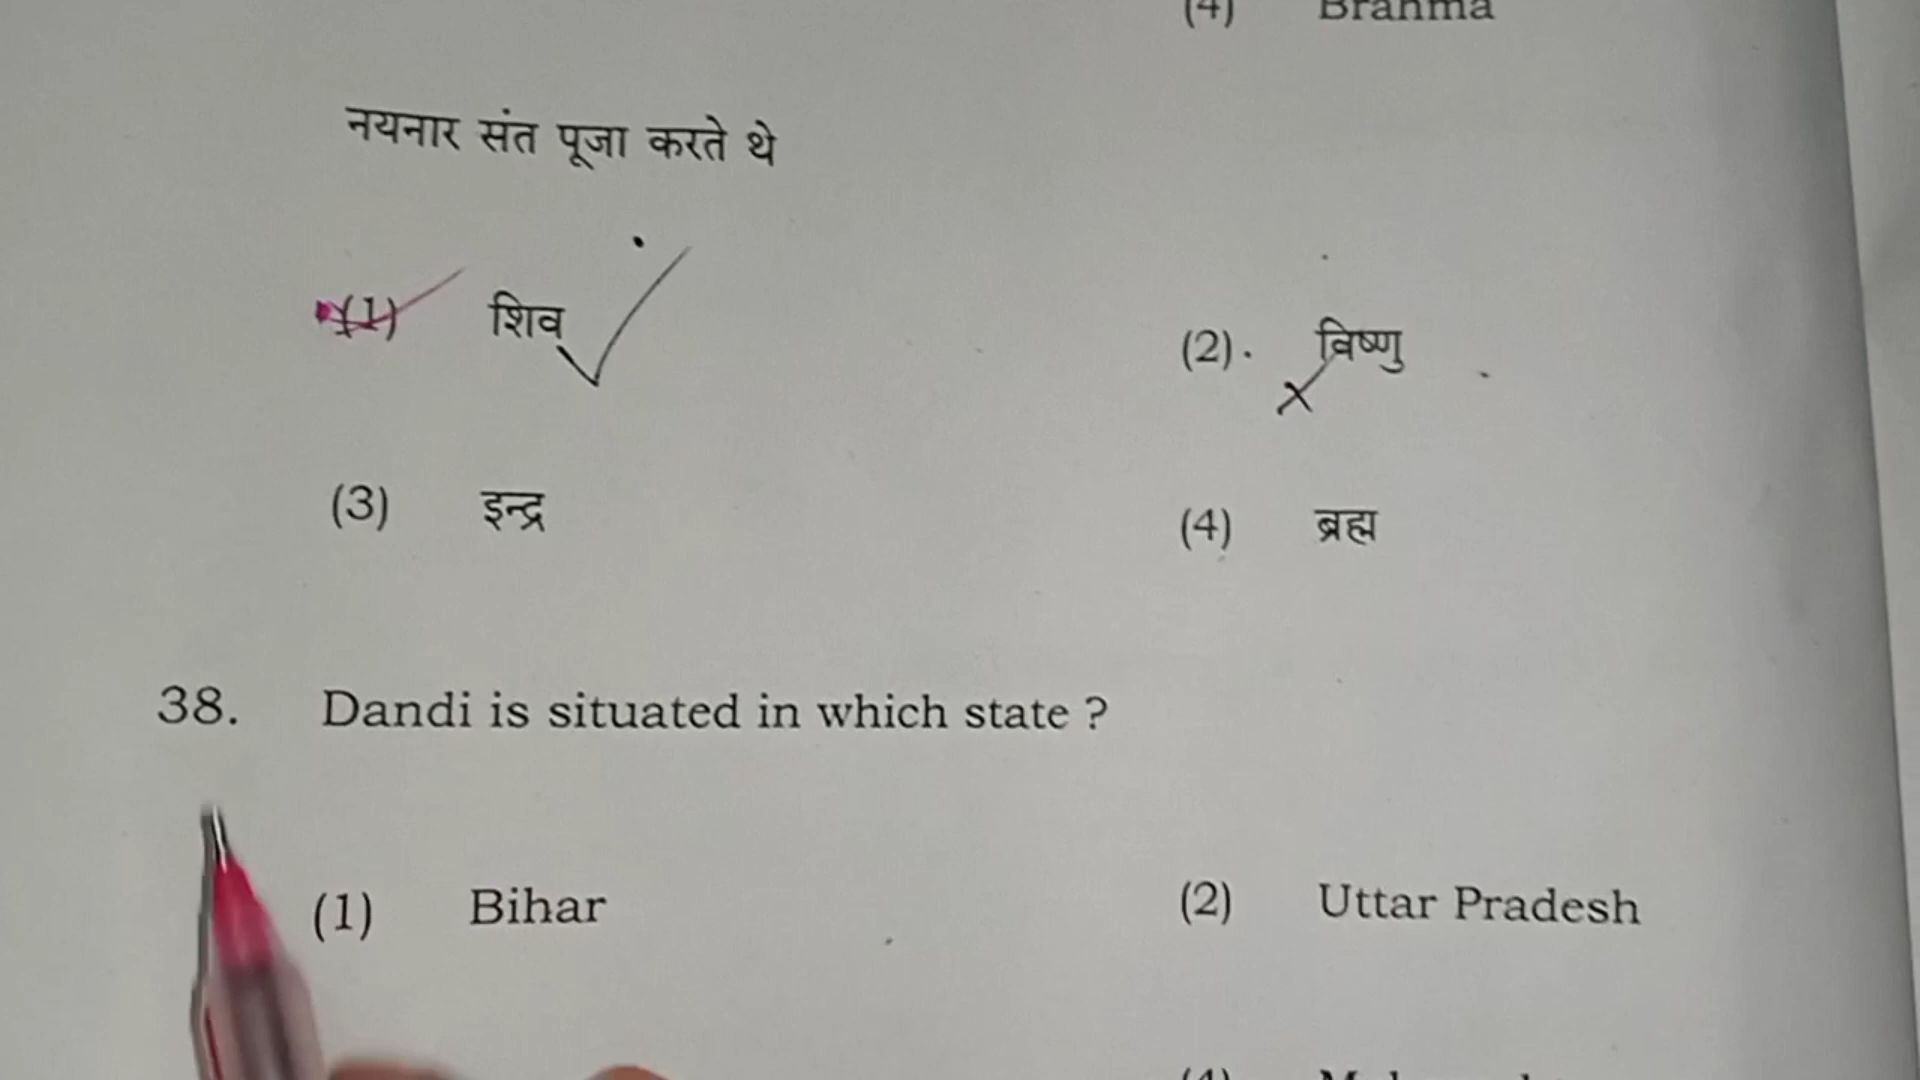 (4) Brahma
नयनार संत पूजा करते थे
(1) शिव
(2) विष्णु
(3) इन्द्र
(4) ब्रह्म
38. Dandi is situated in which state ?
(1) Bihar
(2) Uttar Pradesh
(4)